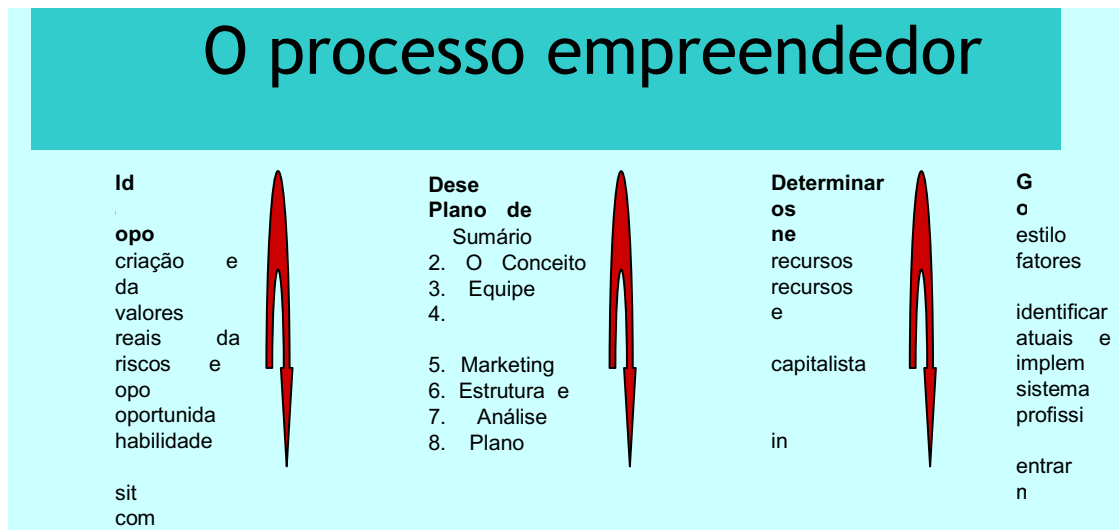 O processo empreendedor
Id
opo
criação e
da
valores
reais da
riscos e
opo
oportunida
habilidade
sit
com
Dese
Plano de
Sumário
2. O Conceito
3. Equipe
4.
5. Marketing
6. Estrutura e
7. Análise
8. Plano
Determinar
os
ne
recursos
recursos
e
capitalista
in
G
o
estilo
fatores
identificar
atuais e
implem
sistema
profissi
entrar
n